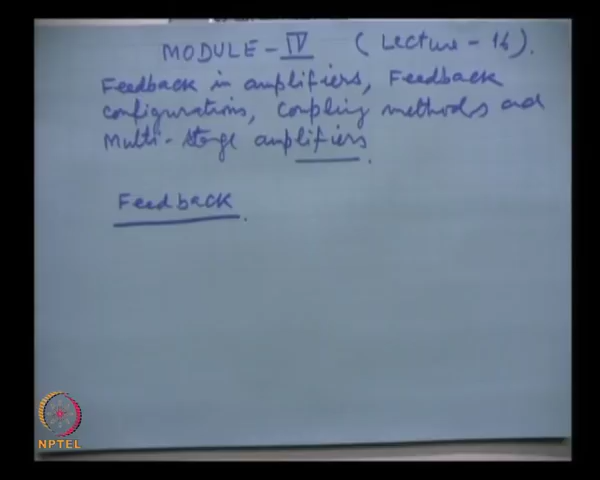 MODULE - IV (Lecture - 16).
Feedback in amplifiers, Feedback
configurations, Coupling methods and
Multi-stage amplifiers.
Feedback.
NPTEL